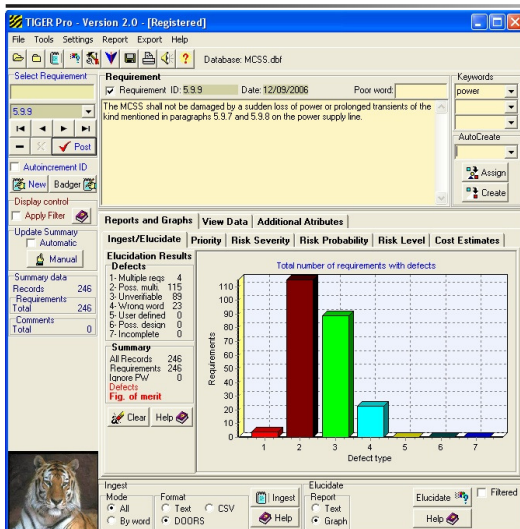 TIGER Pro - Version 2.0 - [Registered]
File Tools Settings Report Export Help
Database: MCSS.dbf
Select Requirement
5.9.9
Post
Autoincrement ID
New Badger
Display control
Apply Filter
Update Summary
Automatic
Manual
Summary data
Records 246
Requirements
Total 246
Comments
Total 0
Requirement
Requirement ID: 5.9.9 Date: 12/09/2006 Poor word:
The MCSS shall not be damaged by a sudden loss of power or prolonged transients of the
kind mentioned in paragraphs 5.9.7 and 5.9.8 on the power supply line.
Keywords
power
AutoCreate
Assign
Create
Reports and Graphs View Data Additional Atributes
Ingest/Elucidate Priority Risk Severity Risk Probability Risk Level Cost Estimates
Elucidation Results
Defects
1- Multiple reqs 4
2- Poss. multi. 115
3- Unverifiable 89
4- Wrong word 23
5- User defined 0
6- Poss. design 0
7- Incomplete 0
Summary
All Records 246
Requirements 246
Ignore PW 0
Defects
Fig. of merit
Clear Help
Total number of requirements with defects
Requirements
110
100
90
80
70
60
50
40
30
20
10
0
1 2 3 4 5 6 7
Defect type
Ingest
Mode
All
By word
Format
Text CSV
DOORS
Ingest
Help
Elucidate
Report
Text
Graph
Elucidate Filtered
Help